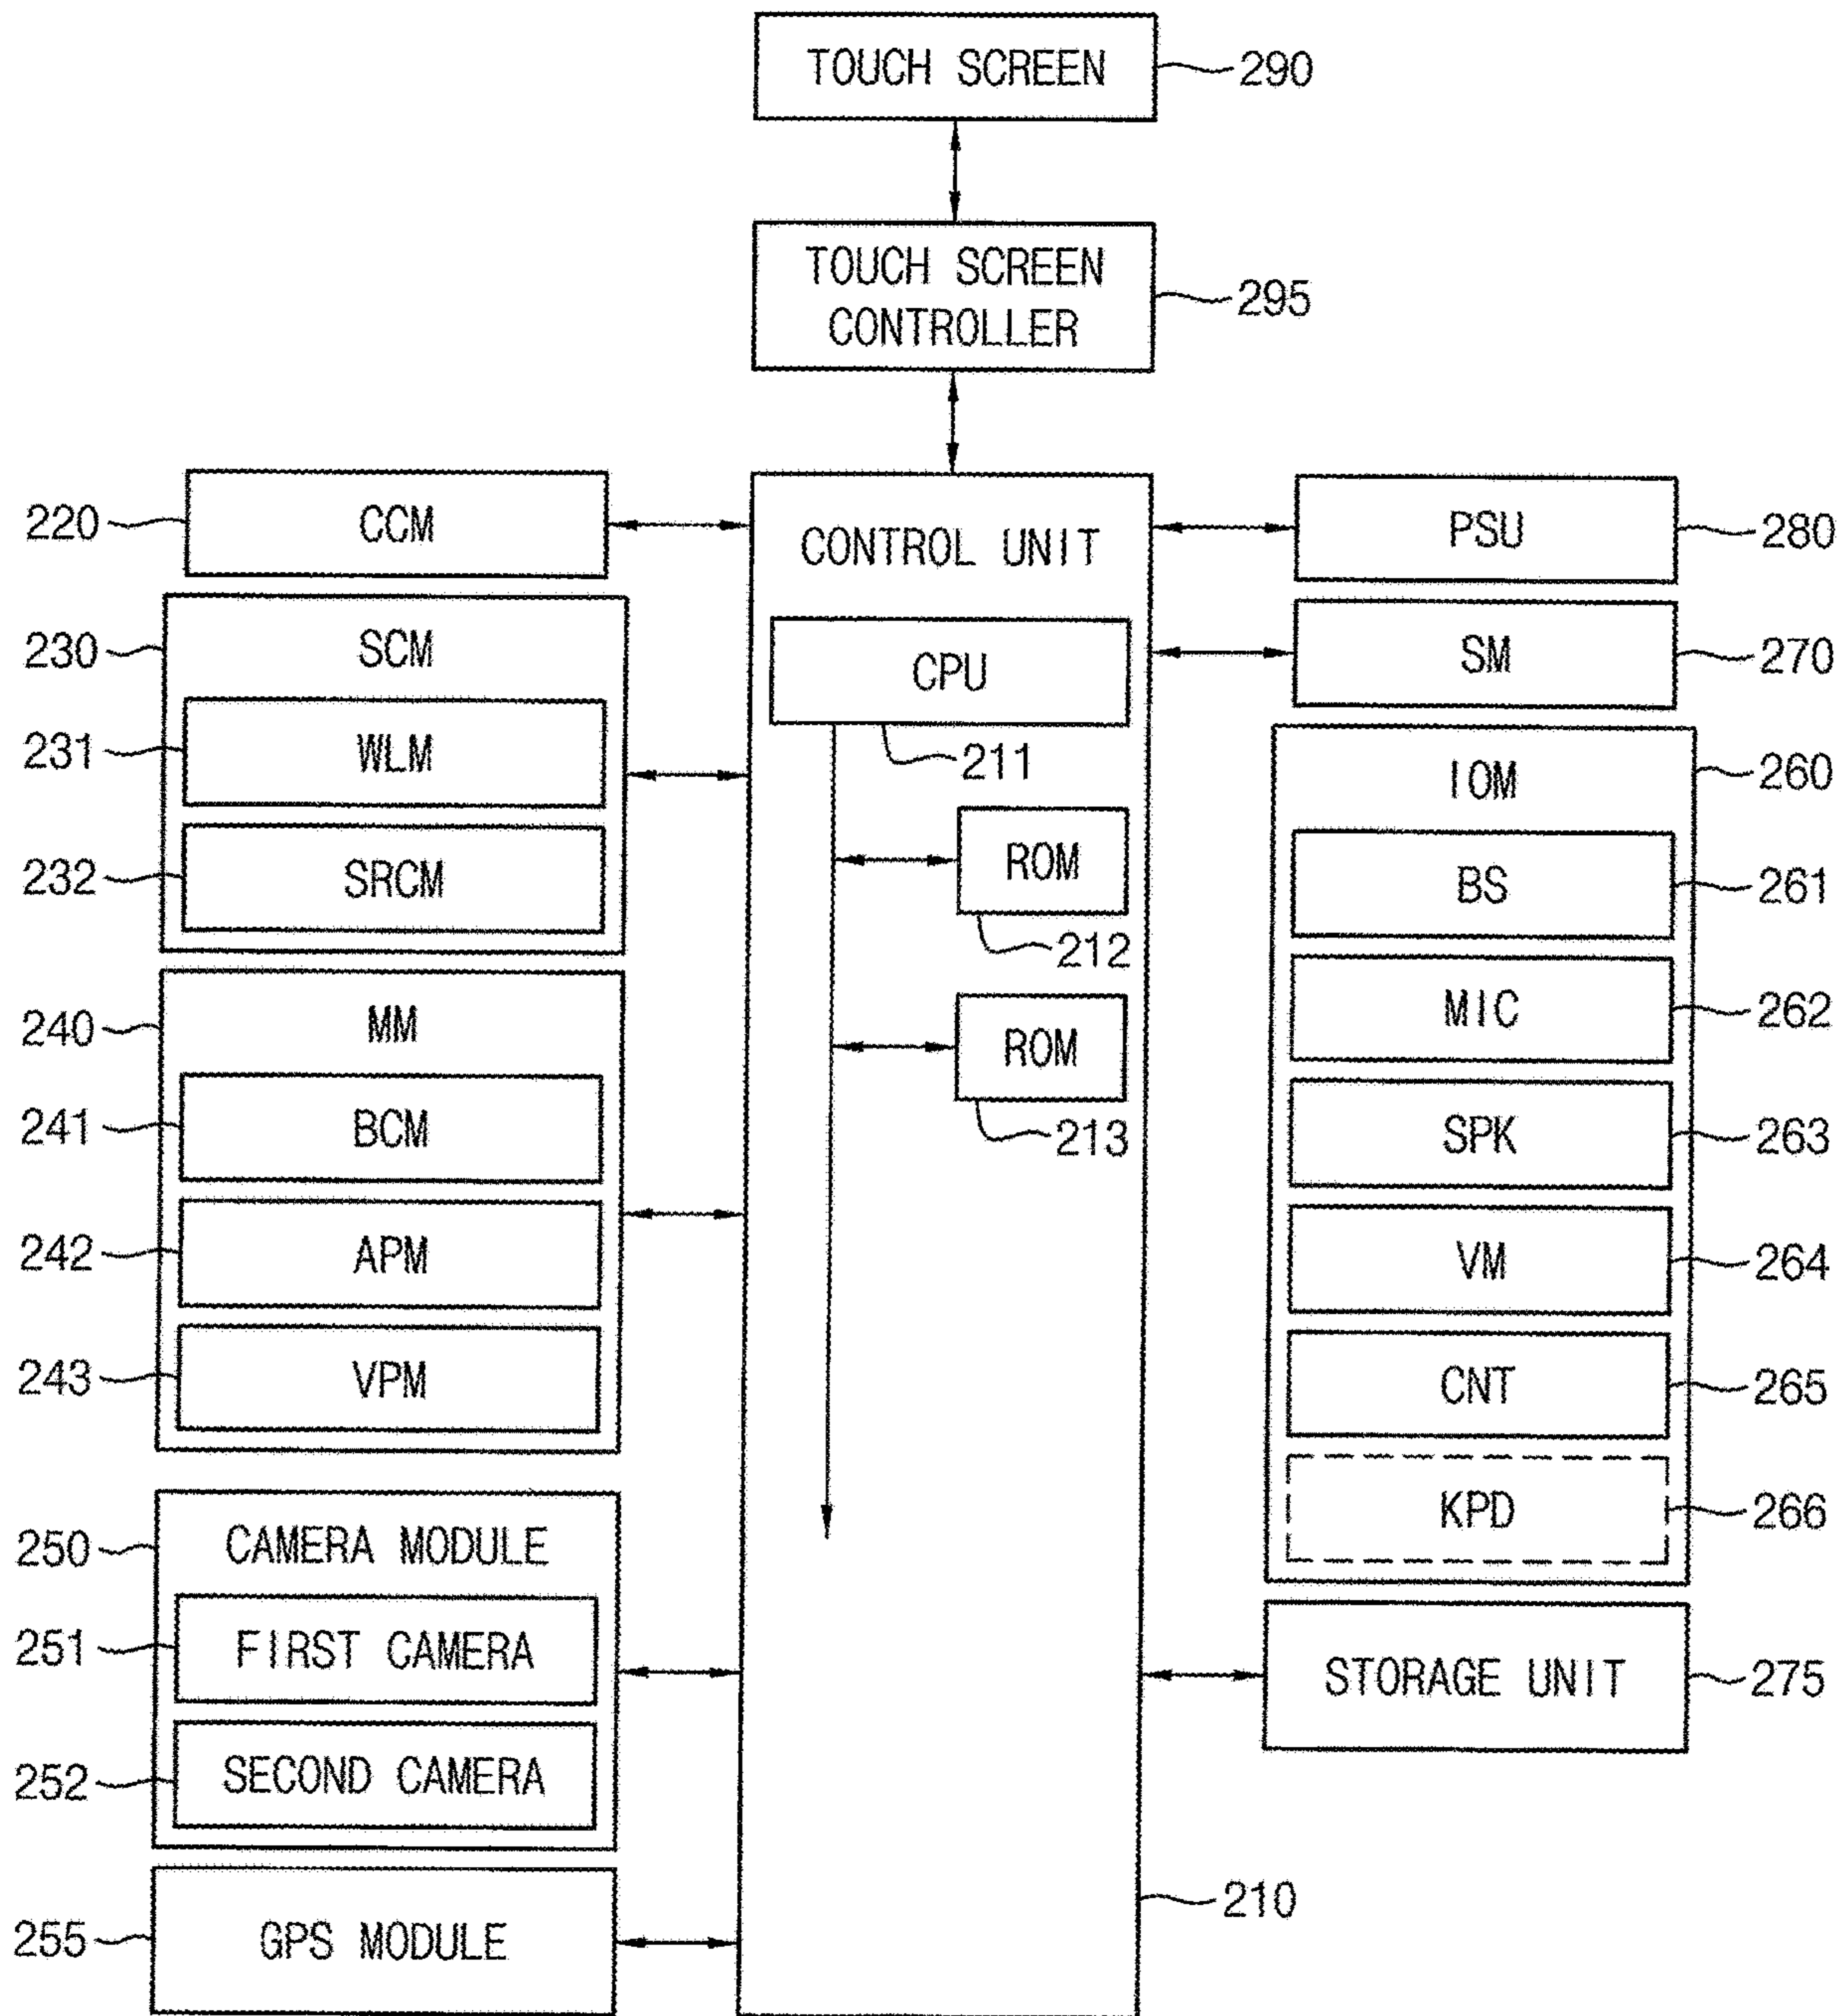 TOUCH SCREEN
290
TOUCH SCREEN
CONTROLLER
295
220
CCM
230
SCM
231
WLM
232
SRCM
240
MM
241
BCM
242
APM
243
VPM
250
CAMERA MODULE
251
FIRST CAMERA
252
SECOND CAMERA
255
GPS MODULE
CONTROL UNIT
CPU
211
ROM
212
ROM
213
210
PSU
280
SM
270
IOM
260
BS
261
MIC
262
SPK
263
VM
264
CNT
265
KPD
266
STORAGE UNIT
275